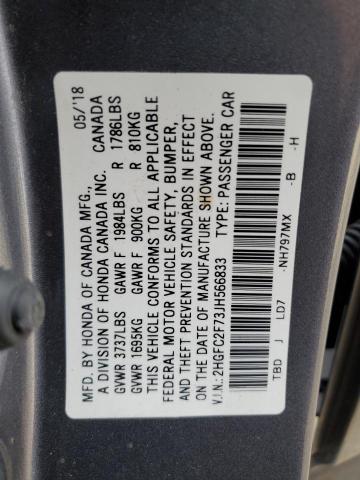 MFD. BY HONDA OF CANADA MFG., 05/'18
A DIVISION OF HONDA CANADA INC. CANADA
GVWR 3737LBS GAWR F 1984LBS R 1786LBS
GVWR 1695KG GAWR F 900KG R 810KG
THIS VEHICLE CONFORMS TO ALL APPLICABLE
FEDERAL MOTOR VEHICLE SAFETY, BUMPER,
AND THEFT PREVENTION STANDARDS IN EFFECT
ON THE DATE OF MANUFACTURE SHOWN ABOVE.
V.I.N.: 2HGFC2F73JH566833 TYPE: PASSENGER CAR
TBD J LD7 -NH797MX -B -H